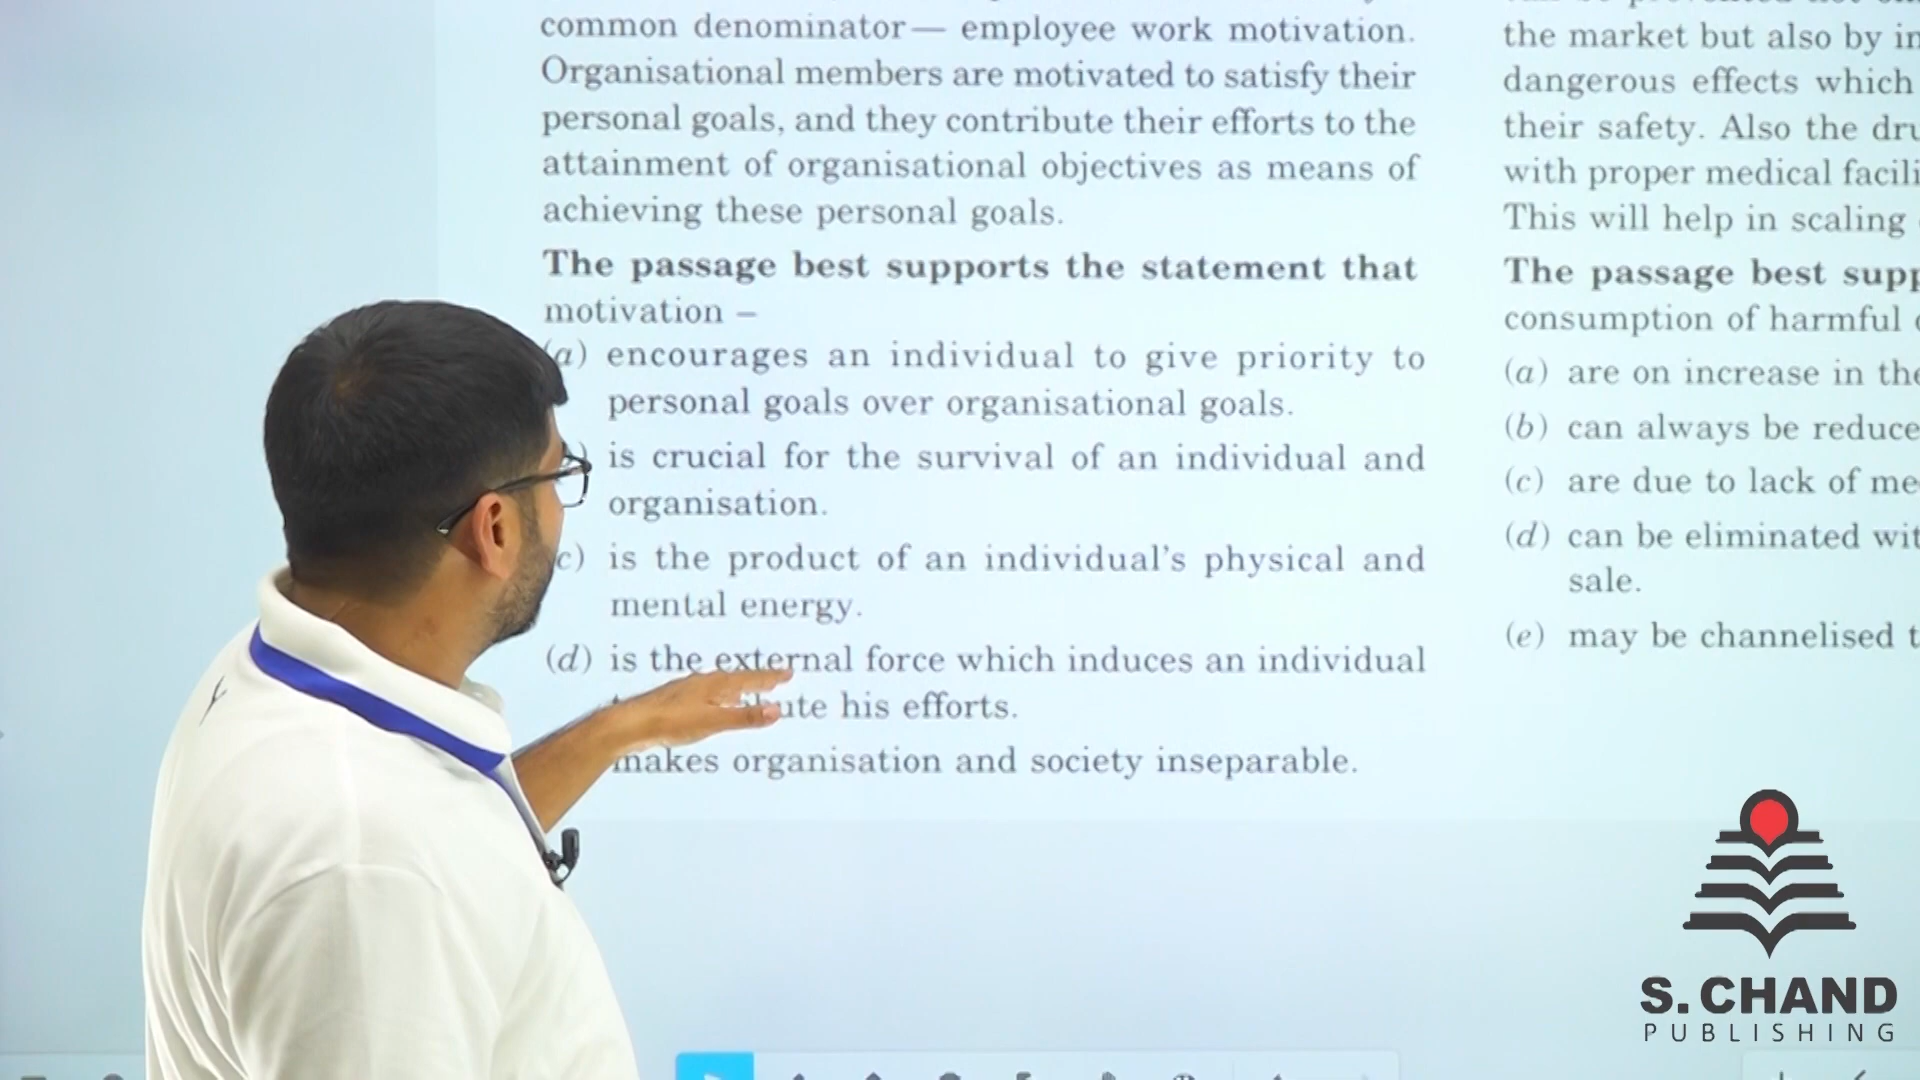 common denominator— employee work motivation.
Organisational members are motivated to satisfy their
personal goals, and they contribute their efforts to the
attainment of organisational objectives as means of
achieving these personal goals.
The passage best supports the statement that
motivation –
(a) encourages an individual to give priority to
personal goals over organisational goals.
is crucial for the survival of an individual and
organisation.
c) is the product of an individual's physical and
mental energy.
(d) is the external force which induces an individual
his efforts.
makes organisation and society inseparable.
the market but also by in
dangerous effects which
their safety. Also the dru
with proper medical facili
This will help in scaling
The passage best supp
consumption of harmful
(a) are on increase in the
(b) can always be reduce
(c) are due to lack of me
(d) can be eliminated wit
sale.
(e) may be channelised t
S. CHAND
PUBLISHING